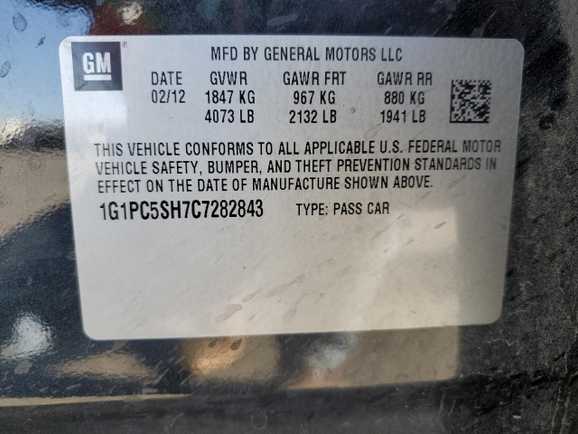 GM
MFD BY GENERAL MOTORS LLC
DATE GVWR GAWR FRT GAWR RR
02/12 1847 KG 967 KG 880 KG
4073 LB 2132 LB 1941 LB
THIS VEHICLE CONFORMS TO ALL APPLICABLE U.S. FEDERAL MOTOR
VEHICLE SAFETY, BUMPER, AND THEFT PREVENTION STANDARDS IN
EFFECT ON THE DATE OF MANUFACTURE SHOWN ABOVE.
1G1PC5SH7C7282843 TYPE: PASS CAR